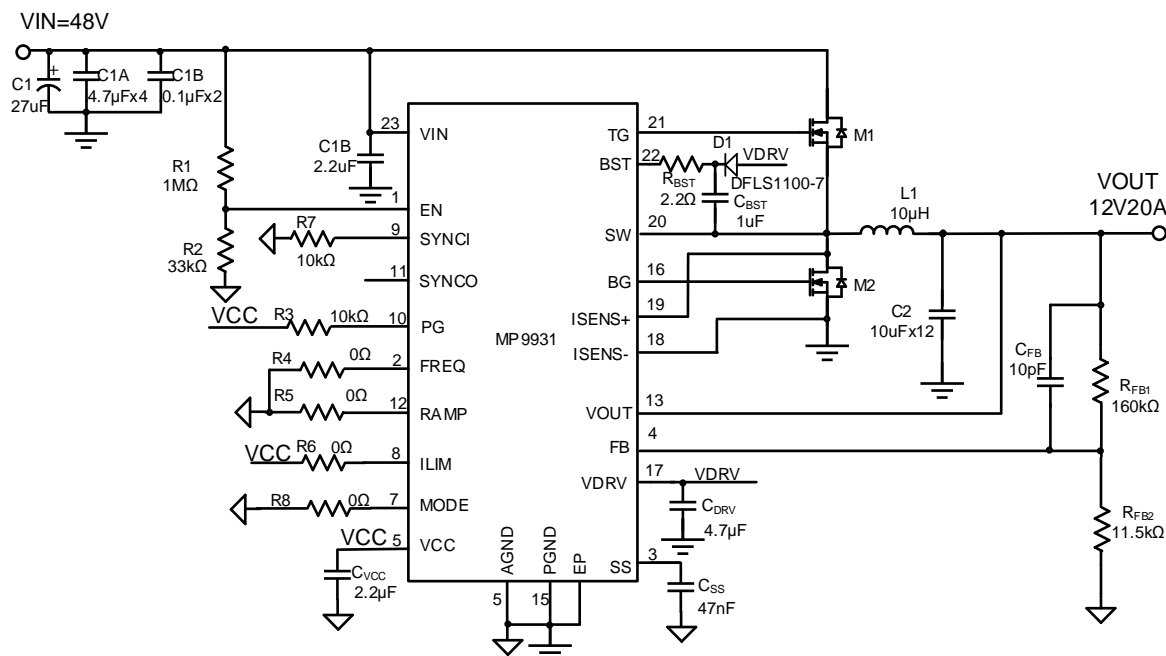 VIN=48V
C1
27uF
+
C1A
4.7µFx4
C1B
0.1µFx2
R1
1MΩ
R2
33kΩ
C1B
2.2uF
23
VIN
1
EN
R7
10kΩ
9
SYNCI
11
SYNCO
VCC
R3
10kΩ
10
PG
R4
0Ω
2
FREQ
R5
0Ω
12
RAMP
VCC
R6
0Ω
8
ILIM
R8
0Ω
7
MODE
VCC
5
VCC
CVCC
2.2µF
MP9931
AGND
PGND
EP
5
15
TG
21
M1
BST
22
RBST
2.2Ω
D1
VDRV
DFLS1100-7
CBST
1uF
SW
20
L1
10µH
VOUT
12V20A
BG
16
M2
ISENS+
19
ISENS-
18
C2
10uFx12
CFB
10pF
RFB1
160kΩ
VOUT
13
FB
4
VDRV
17
VDRV
CDRV
4.7µF
RFB2
11.5kΩ
SS
3
CSS
47nF